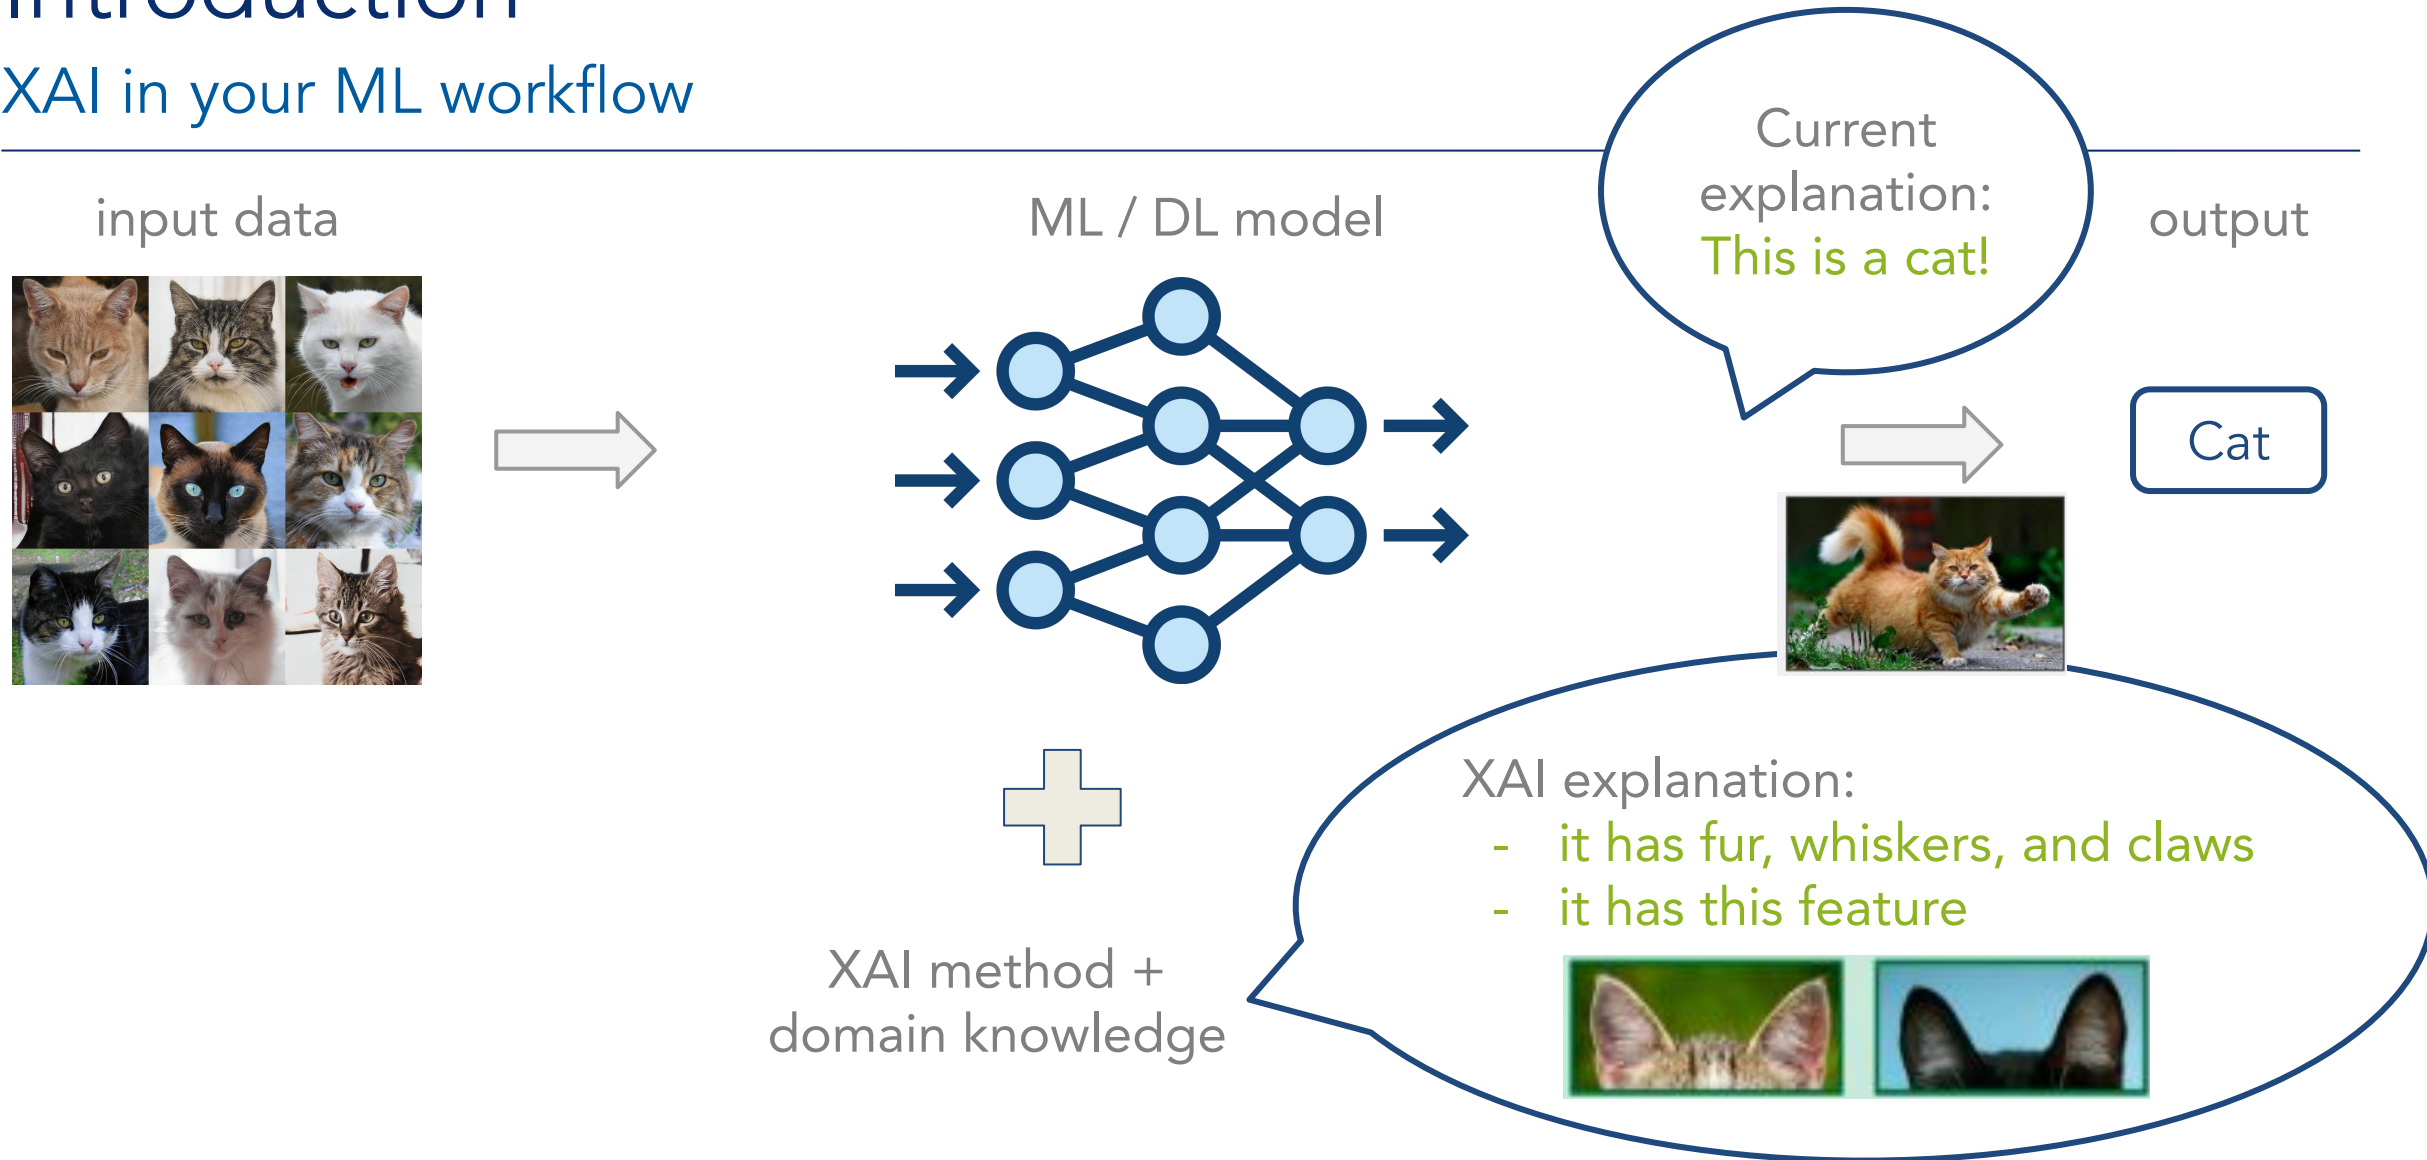 Introduction
XAI in your ML workflow
input data
ML / DL model
Current
explanation:
This is a cat!
output
Cat
XAI explanation:
- it has fur, whiskers, and claws
- it has this feature
XAI method +
domain knowledge